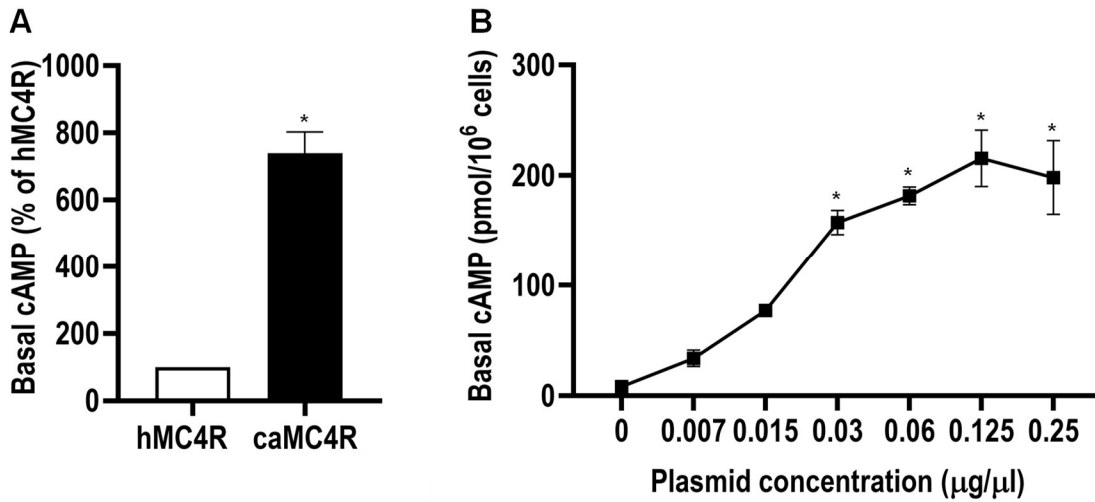 A
Basal cAMP (% of hMC4R)
1000
800
600
400
200
0
*
hMC4R caMC4R
B
Basal cAMP (pmol/10⁶ cells)
300
200
100
0
* * * *
0 0.007 0.015 0.03 0.06 0.125 0.25
Plasmid concentration (μg/μl)